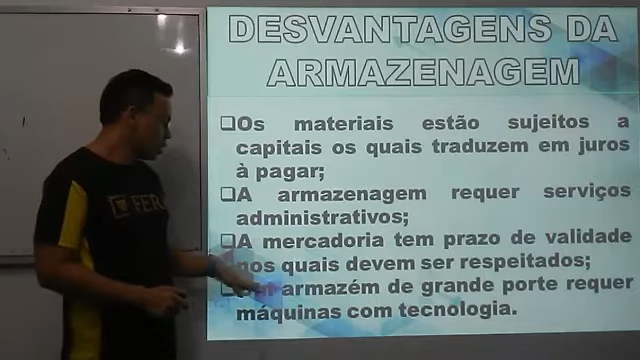 DESVANTAGENS DA
ARMAZENAGEM
❑Os materiais estão sujeitos a
capitais os quais traduzem em juros
à pagar;
❑A armazenagem requer serviços
administrativos;
❑A mercadoria tem prazo de validade
nos quais devem ser respeitados;
armazém de grande porte requer
máquinas com tecnologia.